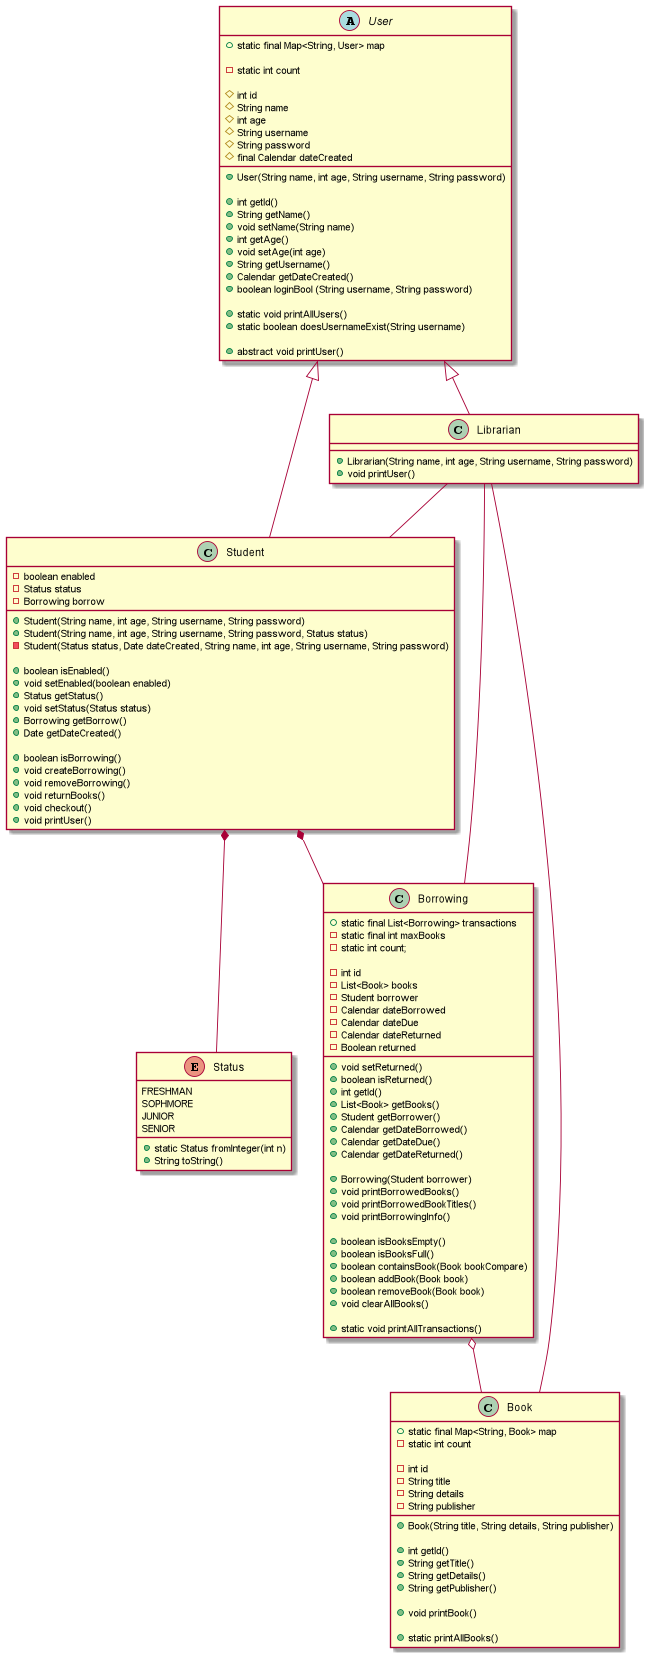 A User
static final Map<String, User> map
static int count
int id
String name
int age
String username
String password
final Calendar dateCreated
User(String name, int age, String username, String password)
int getId()
String getName()
void setName(String name)
int getAge()
void setAge(int age)
String getUsername()
Calendar getDateCreated()
boolean loginBool (String username, String password)
static void printAllUsers()
static boolean doesUsernameExist(String username)
abstract void printUser()
C Librarian
Librarian(String name, int age, String username, String password)
void printUser()
C Student
boolean enabled
Status status
Borrowing borrow
Student(String name, int age, String username, String password)
Student(String name, int age, String username, String password, Status status)
Student(Status status, Date dateCreated, String name, int age, String username, String password)
boolean isEnabled()
void setEnabled(boolean enabled)
Status getStatus()
void setStatus(Status status)
Borrowing getBorrow()
Date getDateCreated()
boolean isBorrowing()
void createBorrowing()
void removeBorrowing()
void returnBooks()
void checkout()
void printUser()
C Borrowing
static final List<Borrowing> transactions
static final int maxBooks
static int count;
int id
List<Book> books
Student borrower
Calendar dateBorrowed
Calendar dateDue
Calendar dateReturned
Boolean returned
void setReturned()
boolean isReturned()
int getId()
List<Book> getBooks()
Student getBorrower()
Calendar getDateBorrowed()
Calendar getDateDue()
Calendar getDateReturned()
Borrowing(Student borrower)
void printBorrowedBooks()
void printBorrowedBookTitles()
void printBorrowingInfo()
boolean isBooksEmpty()
boolean isBooksFull()
boolean containsBook(Book bookCompare)
boolean addBook(Book book)
boolean removeBook(Book book)
void clearAllBooks()
static void printAllTransactions()
E Status
FRESHMAN
SOPHMORE
JUNIOR
SENIOR
static Status fromInteger(int n)
String toString()
C Book
static final Map<String, Book> map
static int count
int id
String title
String details
String publisher
Book(String title, String details, String publisher)
int getId()
String getTitle()
String getDetails()
String getPublisher()
void printBook()
static printAllBooks()